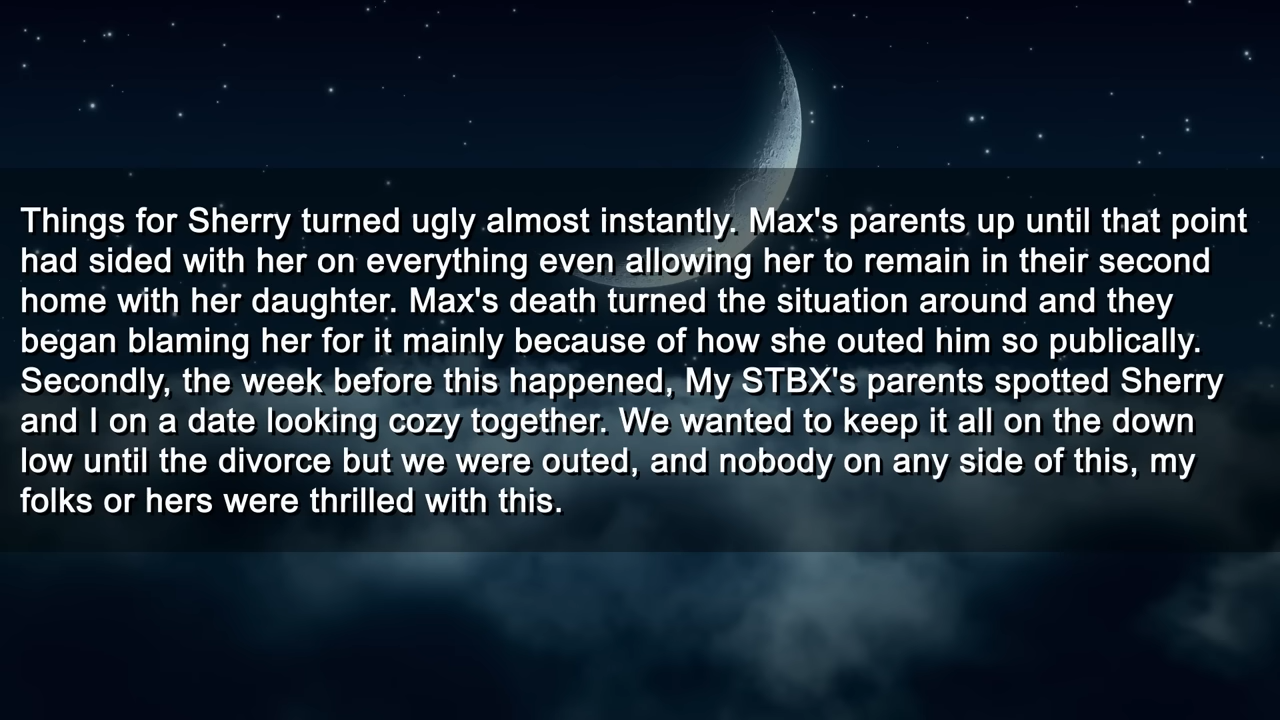 Things for Sherry turned ugly almost instantly. Max's parents up until that point
had sided with her on everything even allowing her to remain in their second
home with her daughter. Max's death turned the situation around and they
began blaming her for it mainly because of how she outed him so publically.
Secondly, the week before this happened, My STBX's parents spotted Sherry
and I on a date looking cozy together. We wanted to keep it all on the down
low until the divorce but we were outed, and nobody on any side of this, my
folks or hers were thrilled with this.